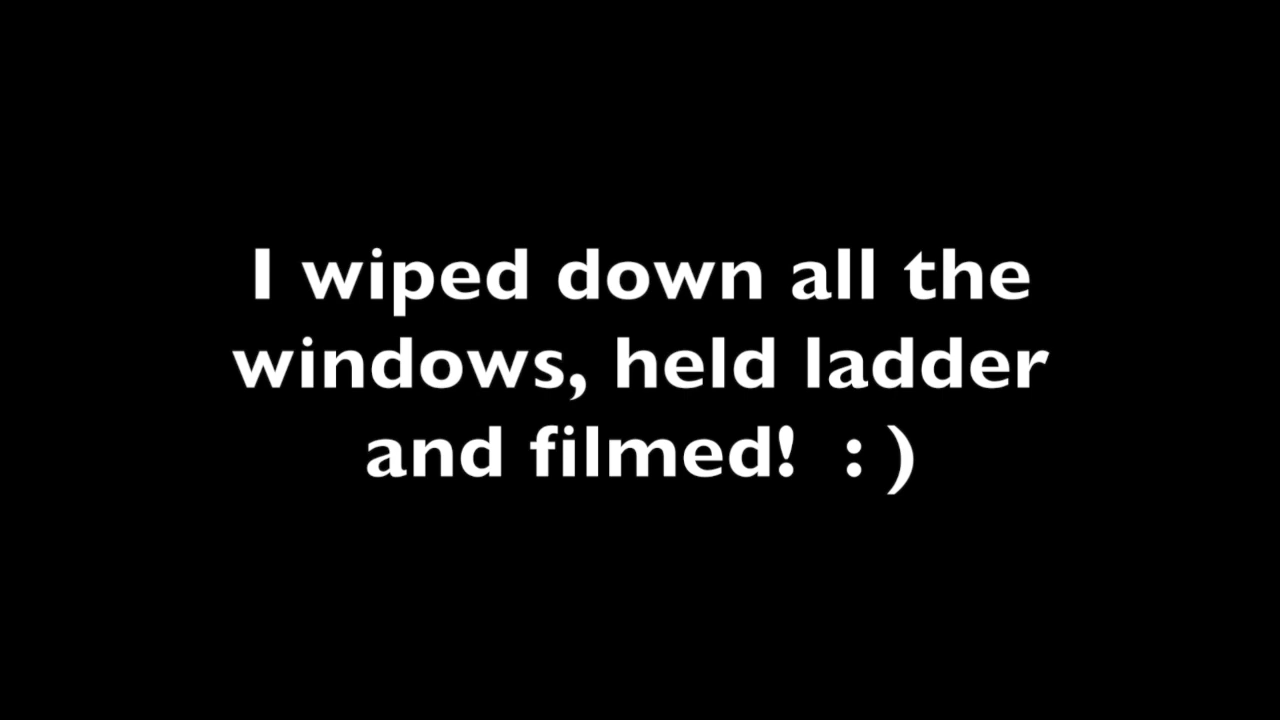 I wiped down all the
windows, held ladder
and filmed!  : )